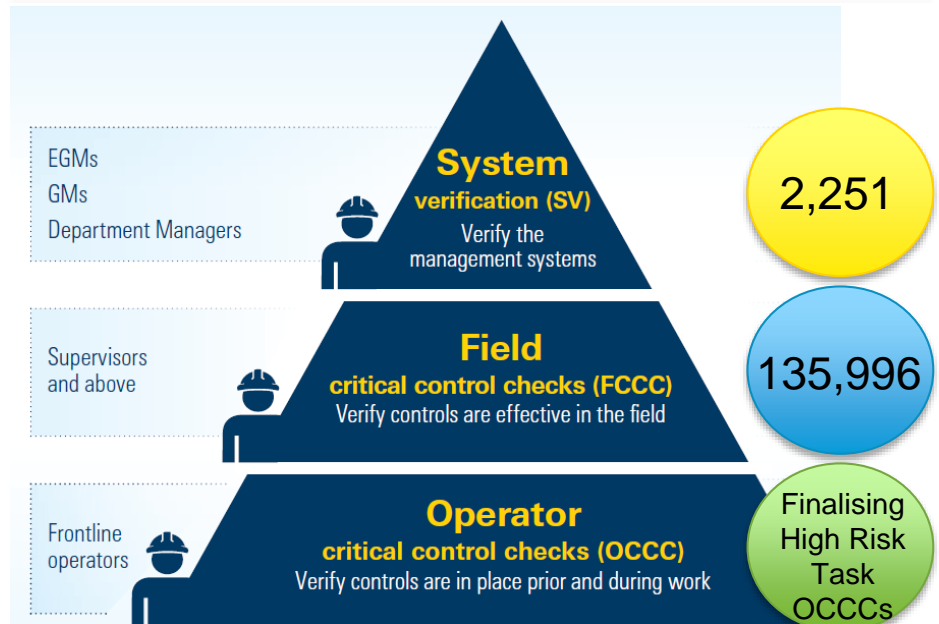 EGMs
GMs
Department Managers
System
verification (SV)
Verify the
management systems
2,251
Supervisors
and above
Field
critical control checks (FCCC)
Verify controls are effective in the field
135,996
Frontline
operators
Operator
critical control checks (OCCC)
Verify controls are in place prior and during work
Finalising
High Risk
Task
OCCCs